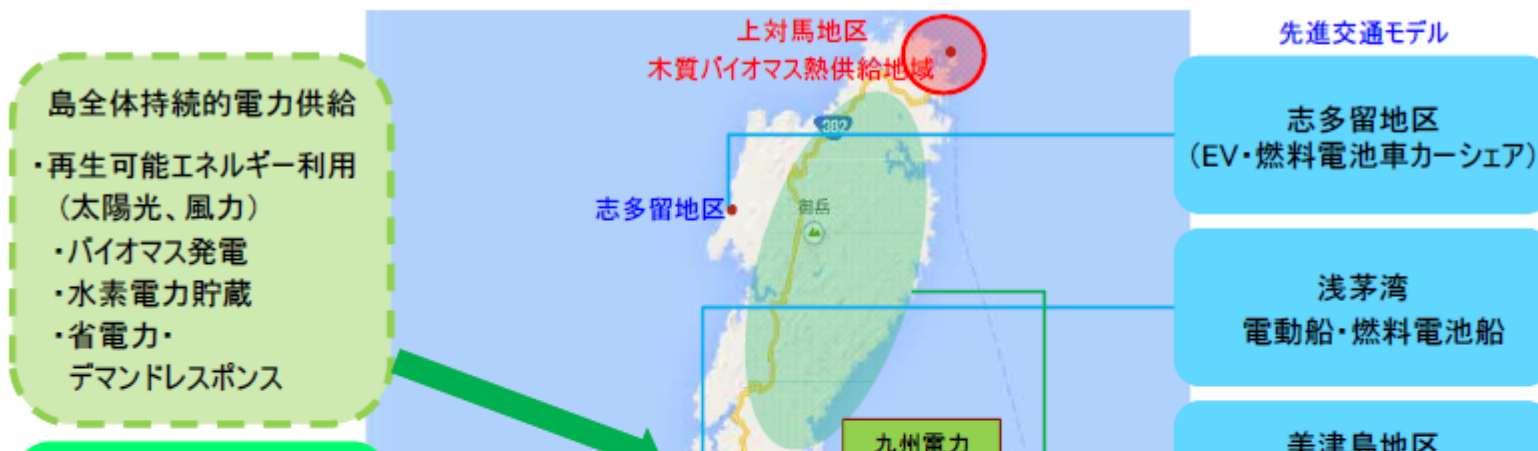 島全体持続的電力供給
・再生可能エネルギー利用
(太陽光、風力)
・バイオマス発電
・水素電力貯蔵
・省電力・
デマンドレスポンス
上対馬地区
木質バイオマス熱供給地域
382
志多留地区
御岳
九州電力
先進交通モデル
志多留地区
(EV・燃料電池車カーシェア)
浅茅湾
電動船・燃料電池船
美津島地区